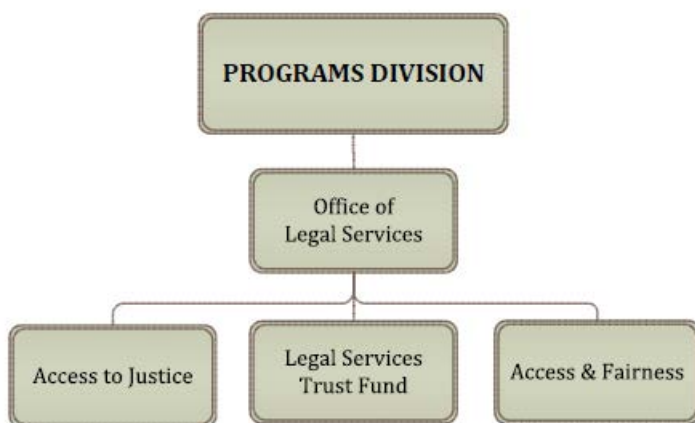 PROGRAMS DIVISION
Office of
Legal Services
Access to Justice
Legal Services
Trust Fund
Access & Fairness